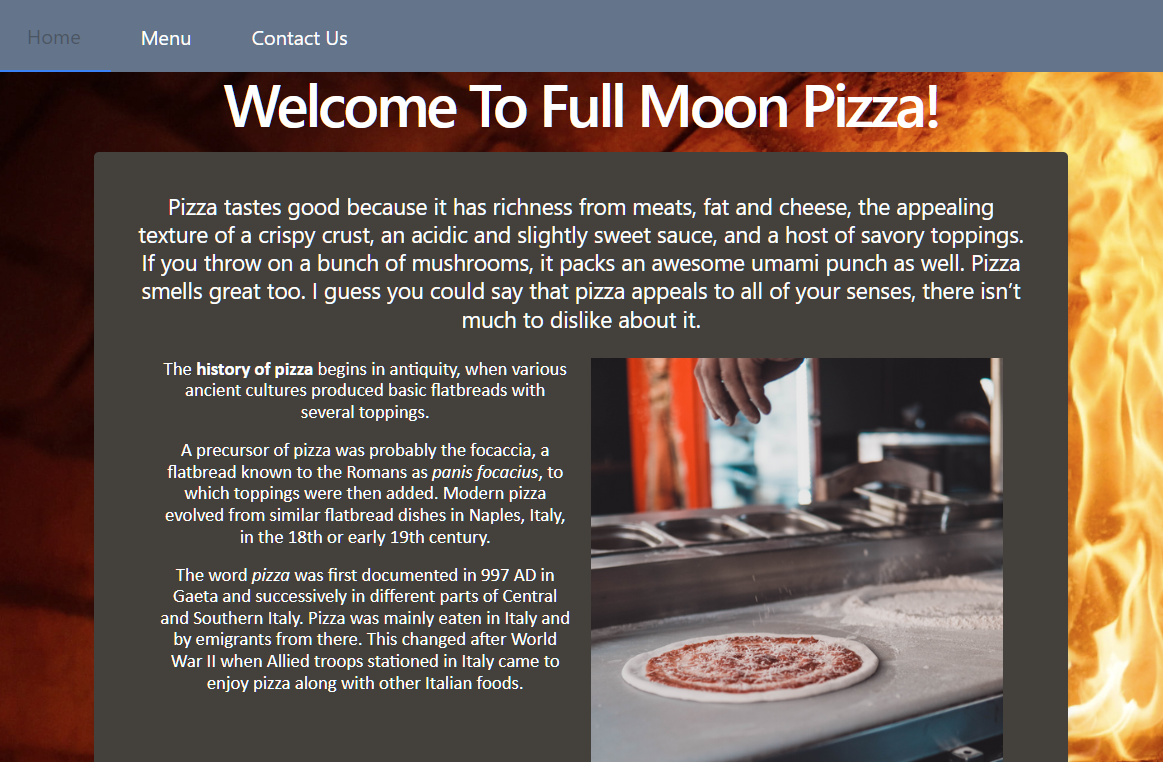 Home Menu Contact Us
Welcome To Full Moon Pizza!
Pizza tastes good because it has richness from meats, fat and cheese, the appealing
texture of a crispy crust, an acidic and slightly sweet sauce, and a host of savory toppings.
If you throw on a bunch of mushrooms, it packs an awesome umami punch as well. Pizza
smells great too. I guess you could say that pizza appeals to all of your senses, there isn’t
much to dislike about it.
The history of pizza begins in antiquity, when various
ancient cultures produced basic flatbreads with
several toppings.
A precursor of pizza was probably the focaccia, a
flatbread known to the Romans as panis focacius, to
which toppings were then added. Modern pizza
evolved from similar flatbread dishes in Naples, Italy,
in the 18th or early 19th century.
The word pizza was first documented in 997 AD in
Gaeta and successively in different parts of Central
and Southern Italy. Pizza was mainly eaten in Italy and
by emigrants from there. This changed after World
War II when Allied troops stationed in Italy came to
enjoy pizza along with other Italian foods.